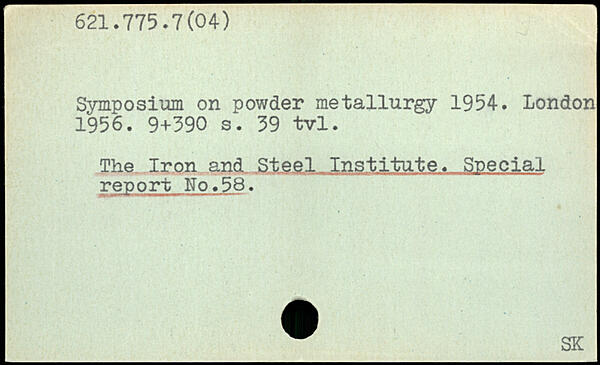 621.775.7(04)
Symposium on powder metallurgy 1954. London
1956. 9+390 s. 39 tvl.
The Iron and Steel Institute. Special
report No.58.
SK